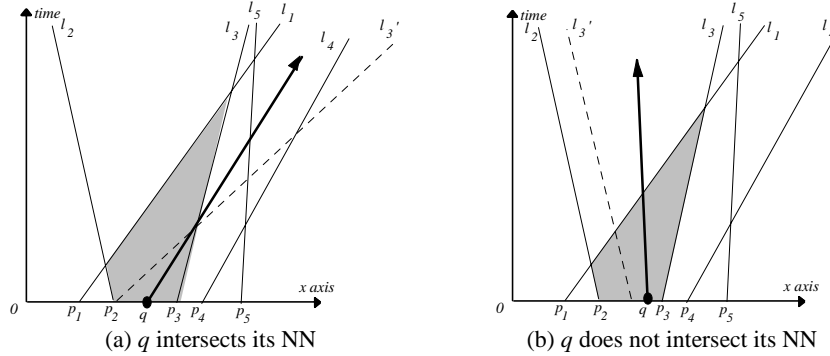 time l₂ l₃ l₅ l₁ l₄ l₃'
x axis
0 p₁ p₂ q p₃ p₄ p₅
(a) q intersects its NN
time l₂ l₃' l₃ l₅ l₁
x axis
0 p₁ p₂ q p₃ p₄ p₅
(b) q does not intersect its NN